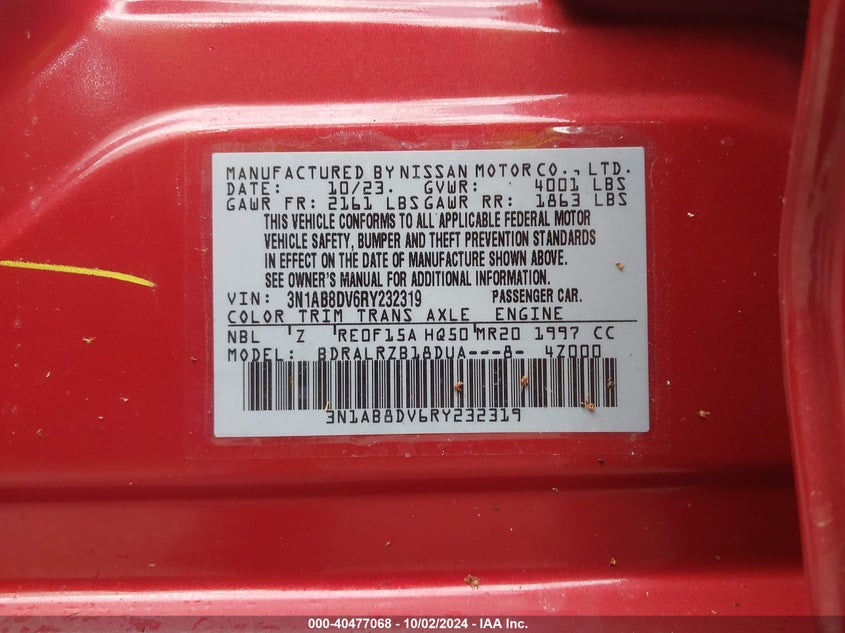 MANUFACTURED BY NISSAN MOTOR CO., LTD.
DATE: 10/23. GVWR: 4001 LBS
GAWR FR: 2161 LBS GAWR RR: 1863 LBS
THIS VEHICLE CONFORMS TO ALL APPLICABLE FEDERAL MOTOR
VEHICLE SAFETY, BUMPER AND THEFT PREVENTION STANDARDS
IN EFFECT ON THE DATE OF MANUFACTURE SHOWN ABOVE.
SEE OWNER'S MANUAL FOR ADDITIONAL INFORMATION.
VIN: 3N1AB8DV6RY232319 PASSENGER CAR.
COLOR TRIM TRANS AXLE ENGINE
NBL 'Z RE0F15A HQ50 MR20 1997 CC
MODEL: BDRALRZB18DUA---8- 47000
3N1AB8DV6RY232319
000-40477068 - 10/02/2024 - IAA Inc.